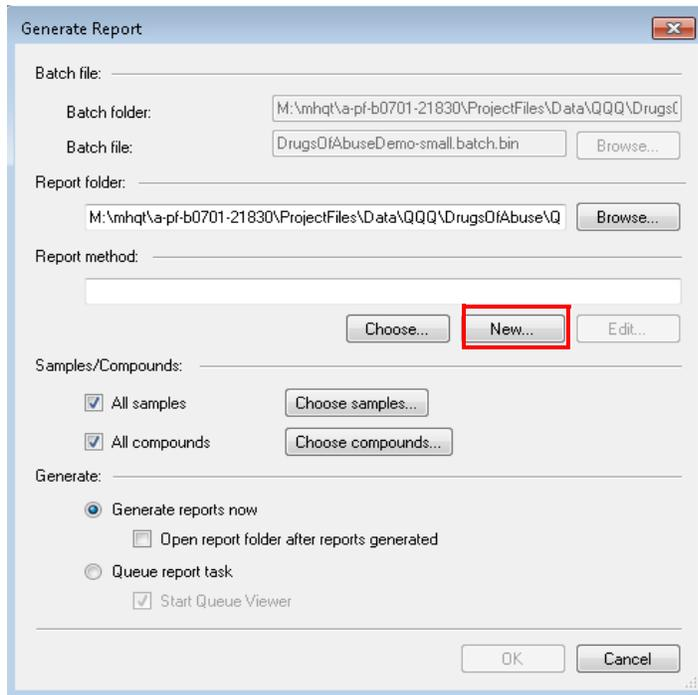 Generate Report
Batch file:
Batch folder: M:\mhqt\a-pf-b0701-21830\ProjectFiles\Data\QQQ\Drugs
Batch file: DrugsOfAbuseDemo-small.batch.bin Browse...
Report folder:
M:\mhqt\a-pf-b0701-21830\ProjectFiles\Data\QQQ\DrugsOfAbuse\Q Browse...
Report method:
Choose... New... Edit...
Samples/Compounds:
All samples Choose samples...
All compounds Choose compounds...
Generate:
Generate reports now
Open report folder after reports generated
Queue report task
Start Queue Viewer
OK Cancel